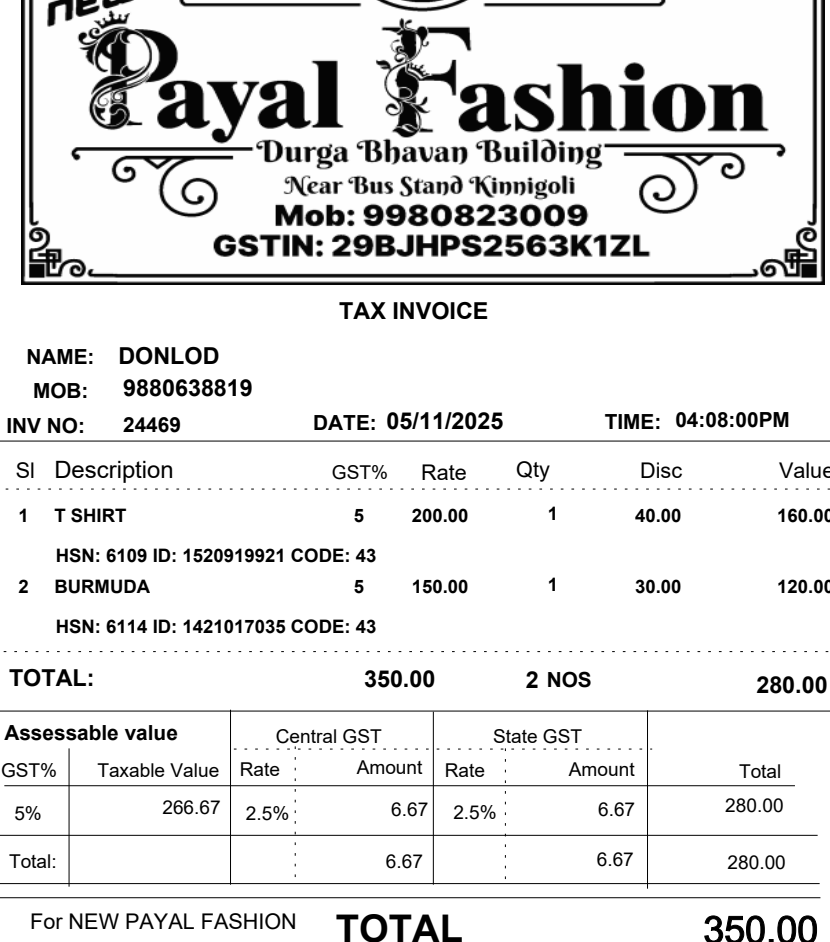 new
Payal Fashion
Durga Bhavan Building
Near Bus Stand Kinnigoli
Mob: 9980823009
GSTIN: 29BJHPS2563K1ZL
TAX INVOICE
NAME: DONLOD
MOB: 9880638819
INV NO: 24469 DATE: 05/11/2025 TIME: 04:08:00PM
Sl Description GST% Rate Qty Disc Value
1 T SHIRT 5 200.00 1 40.00 160.00
HSN: 6109 ID: 1520919921 CODE: 43
2 BURMUDA 5 150.00 1 30.00 120.00
HSN: 6114 ID: 1421017035 CODE: 43
TOTAL: 350.00 2 NOS 280.00
Assessable value Central GST State GST
GST% Taxable Value Rate Amount Rate Amount Total
5% 266.67 2.5% 6.67 2.5% 6.67 280.00
Total: 6.67 6.67 280.00
For NEW PAYAL FASHION TOTAL 350.00